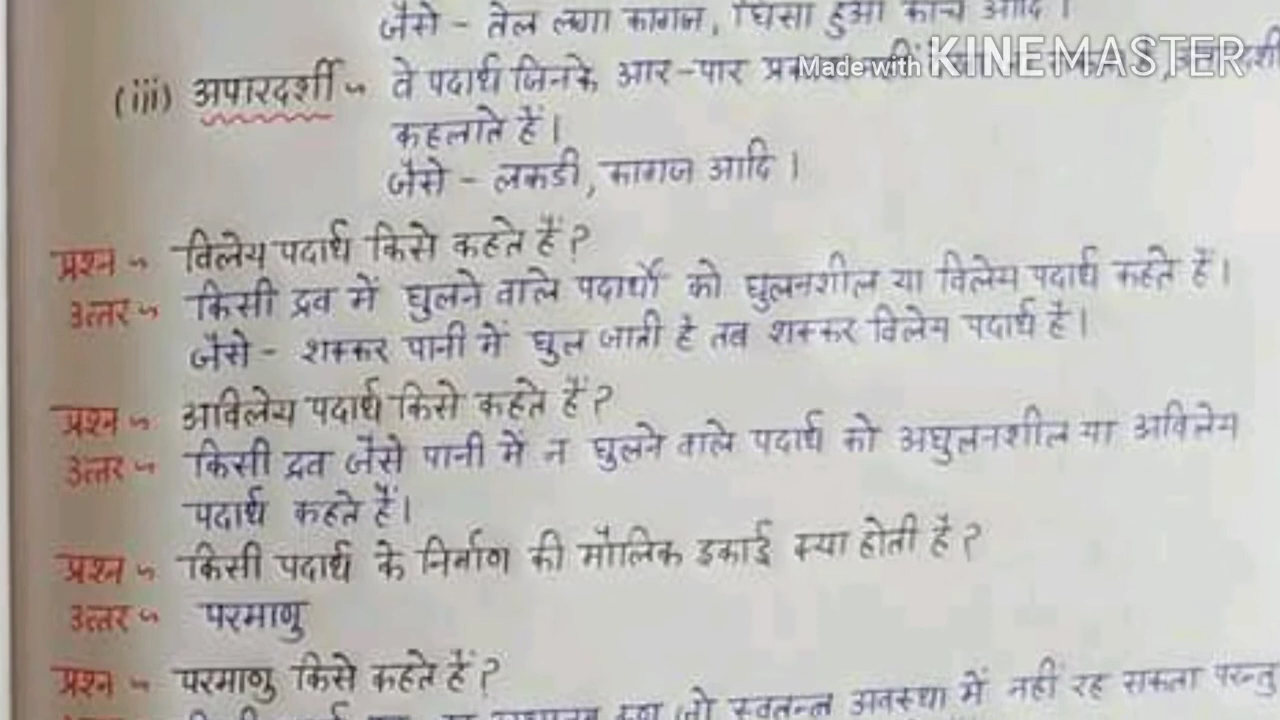 जैसे - तेल लगा कागज, घिसा हुआ काँच आदि।
Made with KINEMASTER
(iii) अपारदर्शी - वे पदार्थ जिनके आर-पार
कहलाते हैं।
जैसे - लकडी, कागज आदि।
प्रश्न - विलेय पदार्थ किसे कहते हैं?
उत्तर - किसी द्रव में घुलने वाले पदार्थों को घुलनशील या विलेय पदार्थ कहते हैं।
जैसे - शक्कर पानी में घुल जाती है तब शक्कर विलेय पदार्थ है।
प्रश्न - अविलेय पदार्थ किसे कहते हैं?
उत्तर - किसी द्रव जैसे पानी में न घुलने वाले पदार्थ को अघुलनशील या अविलेय
पदार्थ कहते हैं।
प्रश्न - किसी पदार्थ के निर्माण की मौलिक इकाई क्या होती है?
उत्तर - परमाणु
प्रश्न - परमाणु किसे कहते हैं?
जो स्वतन्त्र अवस्था में नहीं रह सकता परन्तु